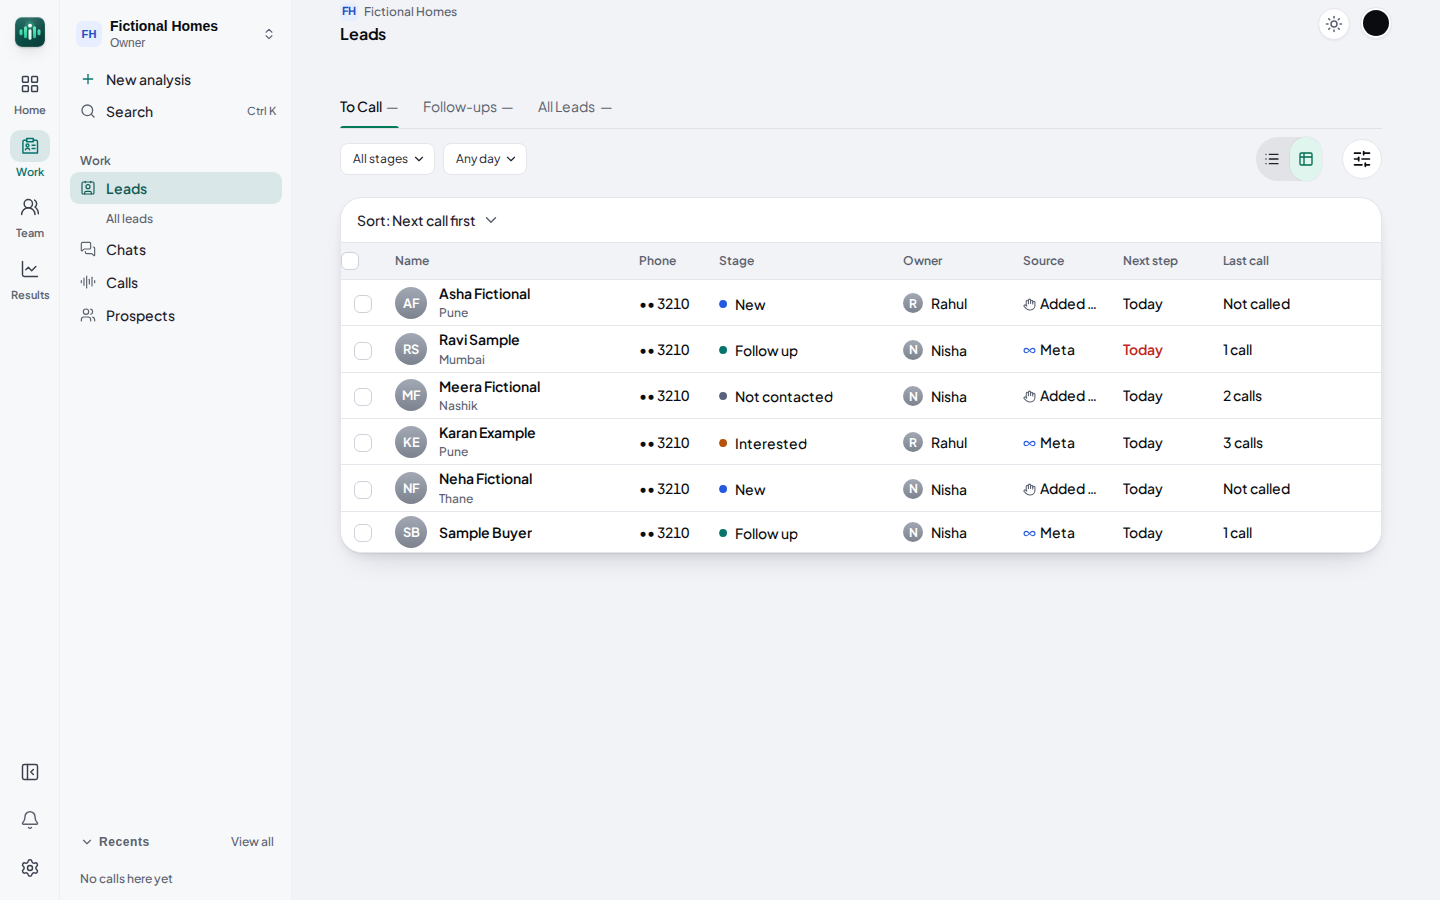 FH Fictional Homes
Owner
Home
Work
Team
Results
New analysis
Search Ctrl K
Work
Leads
All leads
Chats
Calls
Prospects
Recents View all
No calls here yet
FH Fictional Homes
Leads
To Call — Follow-ups — All Leads —
All stages Any day
Sort: Next call first
Name Phone Stage Owner Source Next step Last call
AF Asha Fictional
Pune
•• 3210 New R Rahul Added ... Today Not called
RS Ravi Sample
Mumbai
•• 3210 Follow up N Nisha Meta Today 1 call
MF Meera Fictional
Nashik
•• 3210 Not contacted N Nisha Added ... Today 2 calls
KE Karan Example
Pune
•• 3210 Interested R Rahul Meta Today 3 calls
NF Neha Fictional
Thane
•• 3210 New N Nisha Added ... Today Not called
SB Sample Buyer •• 3210 Follow up N Nisha Meta Today 1 call